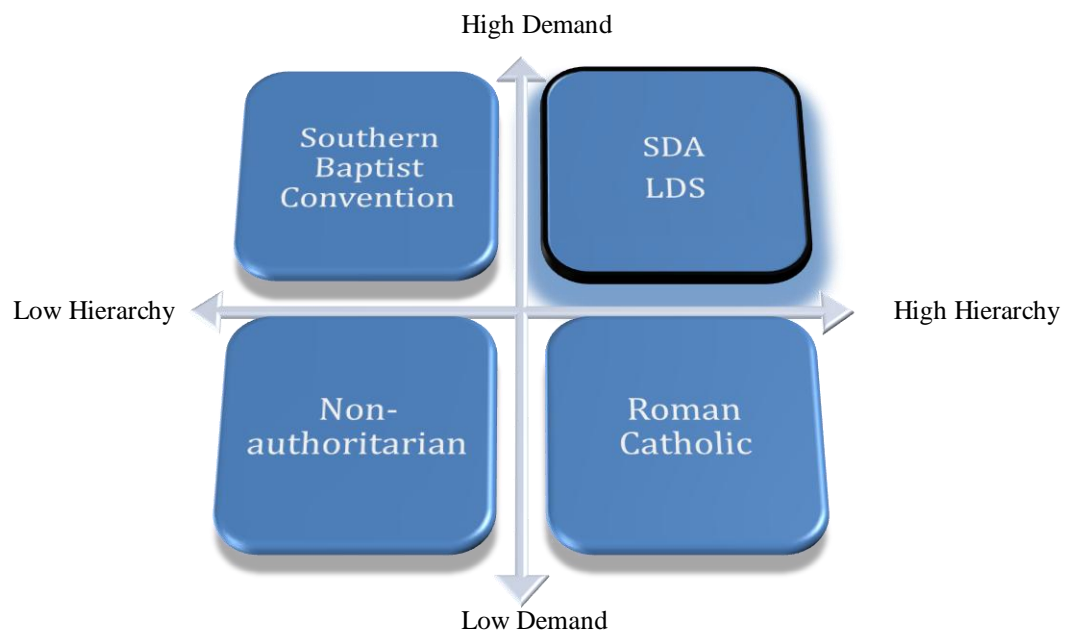 High Demand
Southern
Baptist
Convention
SDA
LDS
Low Hierarchy
High Hierarchy
Non-
authoritarian
Roman
Catholic
Low Demand